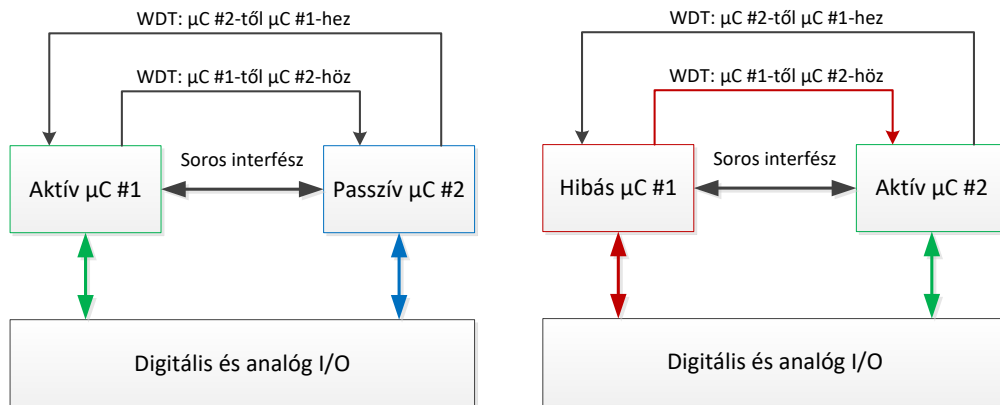 WDT: µC #2-től µC #1-hez
WDT: µC #1-től µC #2-höz
Soros interfész
Aktív µC #1
Passzív µC #2
Digitális és analóg I/O
WDT: µC #2-től µC #1-hez
WDT: µC #1-től µC #2-höz
Soros interfész
Hibás µC #1
Aktív µC #2
Digitális és analóg I/O